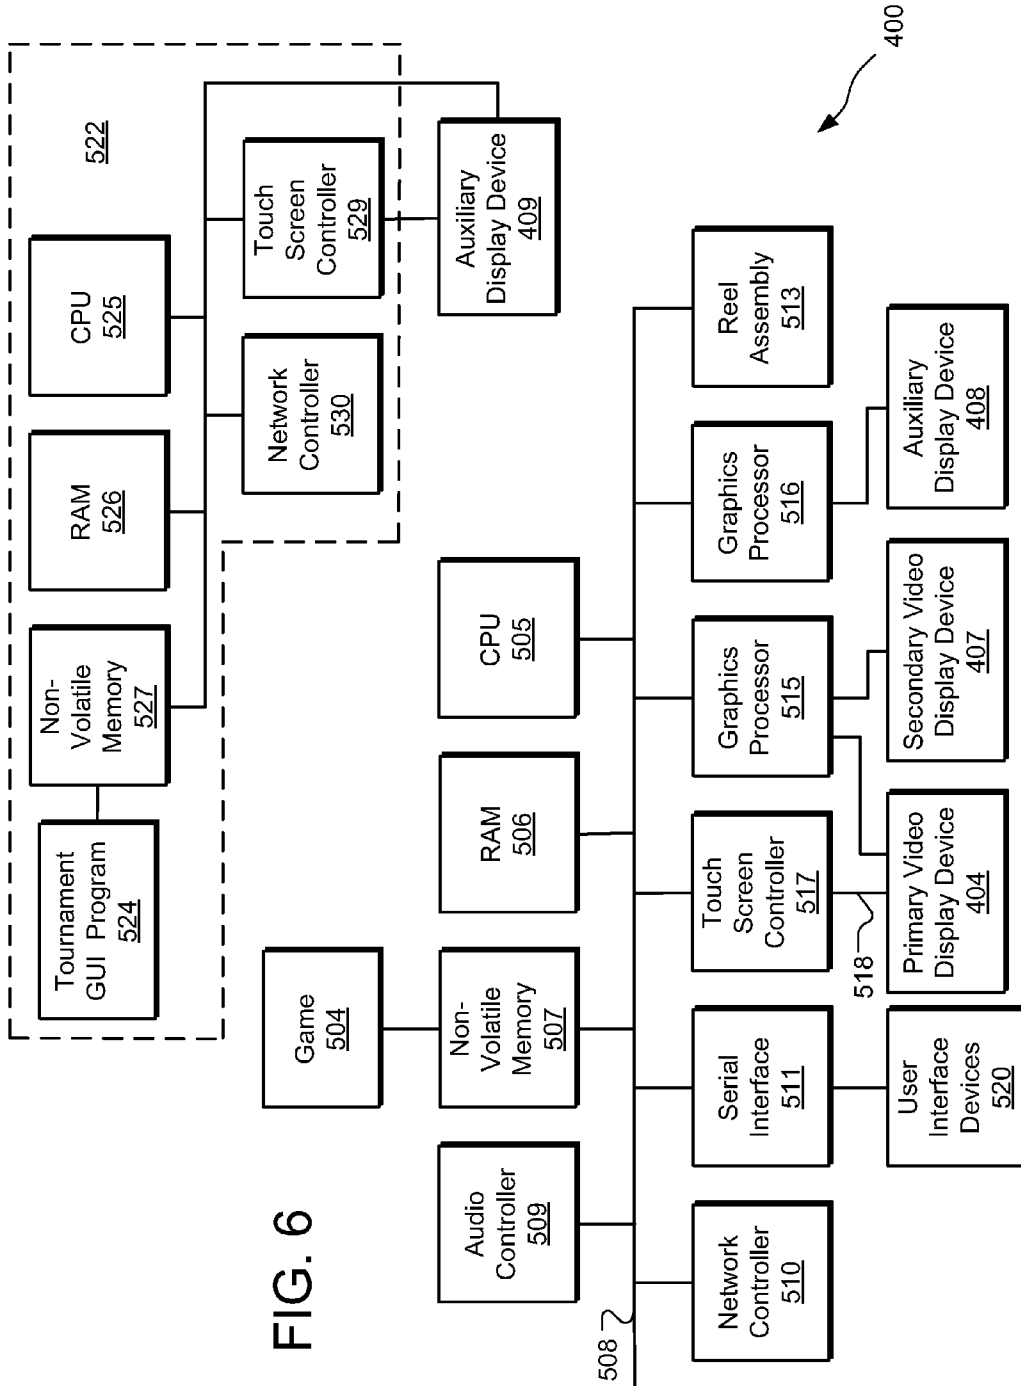 522
Tournament
GUI Program
524
Non-
Volatile
Memory
527
RAM
526
CPU
525
Network
Controller
530
Touch
Screen
Controller
529
Auxiliary
Display Device
409
Game
504
Audio
Controller
509
Non-
Volatile
Memory
507
RAM
506
CPU
505
508
Network
Controller
510
Serial
Interface
511
Touch
Screen
Controller
517
Graphics
Processor
515
Graphics
Processor
516
Reel
Assembly
513
518
User
Interface
Devices
520
Primary Video
Display Device
404
Secondary Video
Display Device
407
Auxiliary
Display Device
408
400
FIG. 6